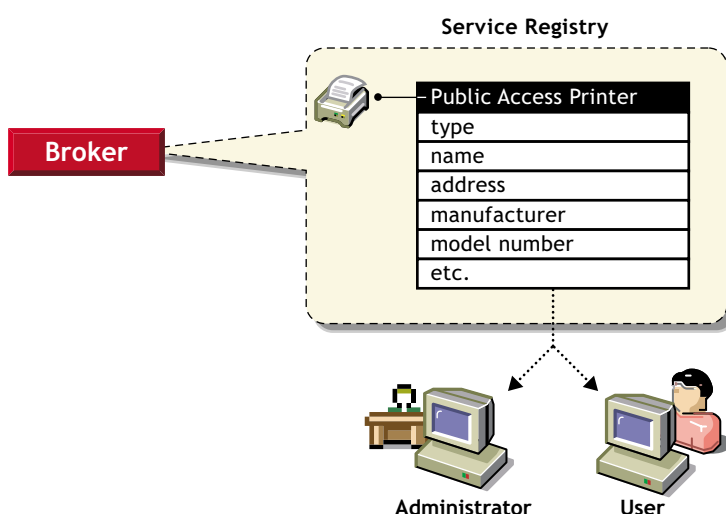 Service Registry
Public Access Printer
type
name
address
manufacturer
model number
etc.
Broker
Administrator
User